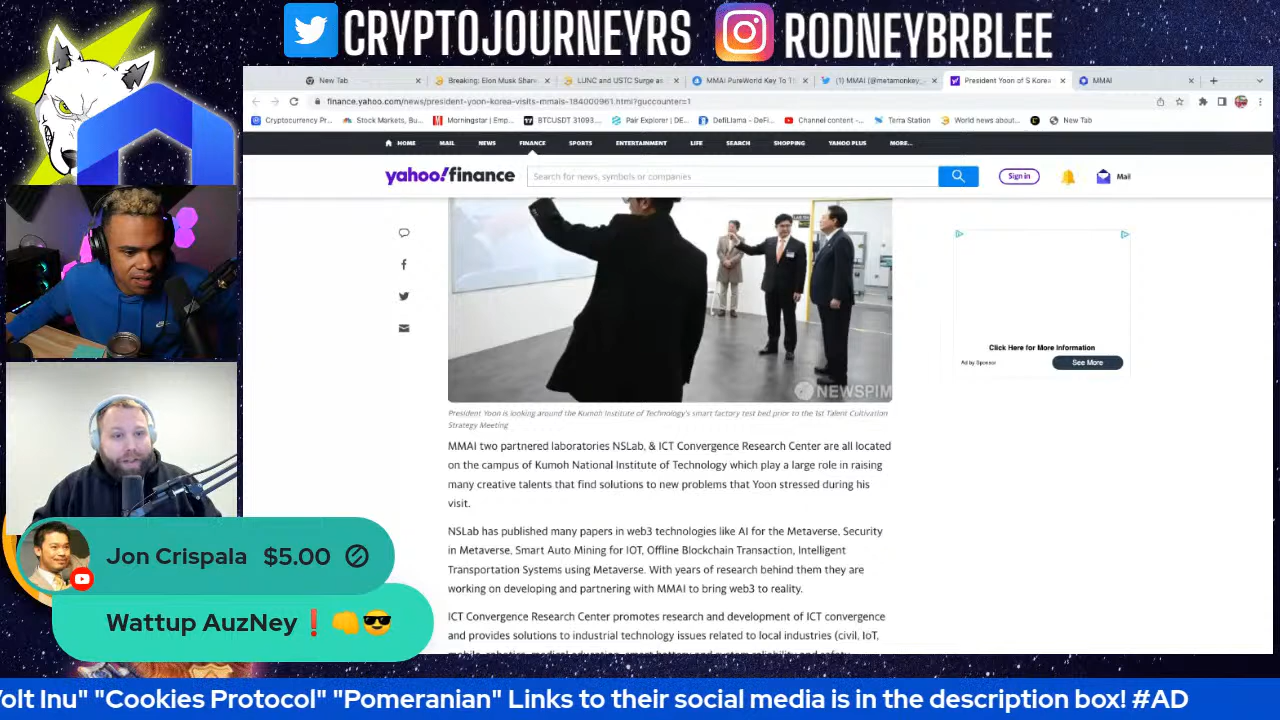 CRYPTOJOURNEYRS
RODNEYBRBLEE
New Tab
Breaking: Elon Musk Share
LUNC and USTC Surge as
MMAI PureWorld Key To Th
(1) MMAI (@metamonkey_
President Yoon of S Korea
MMAI
finance.yahoo.com/news/president-yoon-korea-visits-mmais-184000961.html?guccounter=1
Cryptocurrency Pr...
Stock Markets, Bu...
Morningstar | Emp...
BTCUSDT 31093....
Pair Explorer | DE...
DefiLlama - DeFi...
Channel content -...
Terra Station
World news about...
New Tab
HOME
MAIL
NEWS
FINANCE
SPORTS
ENTERTAINMENT
LIFE
SEARCH
SHOPPING
YAHOO PLUS
MORE...
yahoo!finance
Search for news, symbols or companies
Sign in
Mail
NEWSPIM
Click Here for More Information
Ad by Sponsor
See More
President Yoon is looking around the Kumoh Institute of Technology's smart factory test bed prior to the 1st Talent Cultivation
Strategy Meeting
MMAI two partnered laboratories NSLab, & ICT Convergence Research Center are all located
on the campus of Kumoh National Institute of Technology which play a large role in raising
many creative talents that find solutions to new problems that Yoon stressed during his
visit.
NSLab has published many papers in web3 technologies like AI for the Metaverse, Security
in Metaverse, Smart Auto Mining for IOT, Offline Blockchain Transaction, Intelligent
Transportation Systems using Metaverse. With years of research behind them they are
working on developing and partnering with MMAI to bring web3 to reality.
ICT Convergence Research Center promotes research and development of ICT convergence
and provides solutions to industrial technology issues related to local industries (civil, IoT,
Jon Crispala $5.00
Wattup AuzNey❗👊😎
olt Inu" "Cookies Protocol" "Pomeranian" Links to their social media is in the description box! #AD